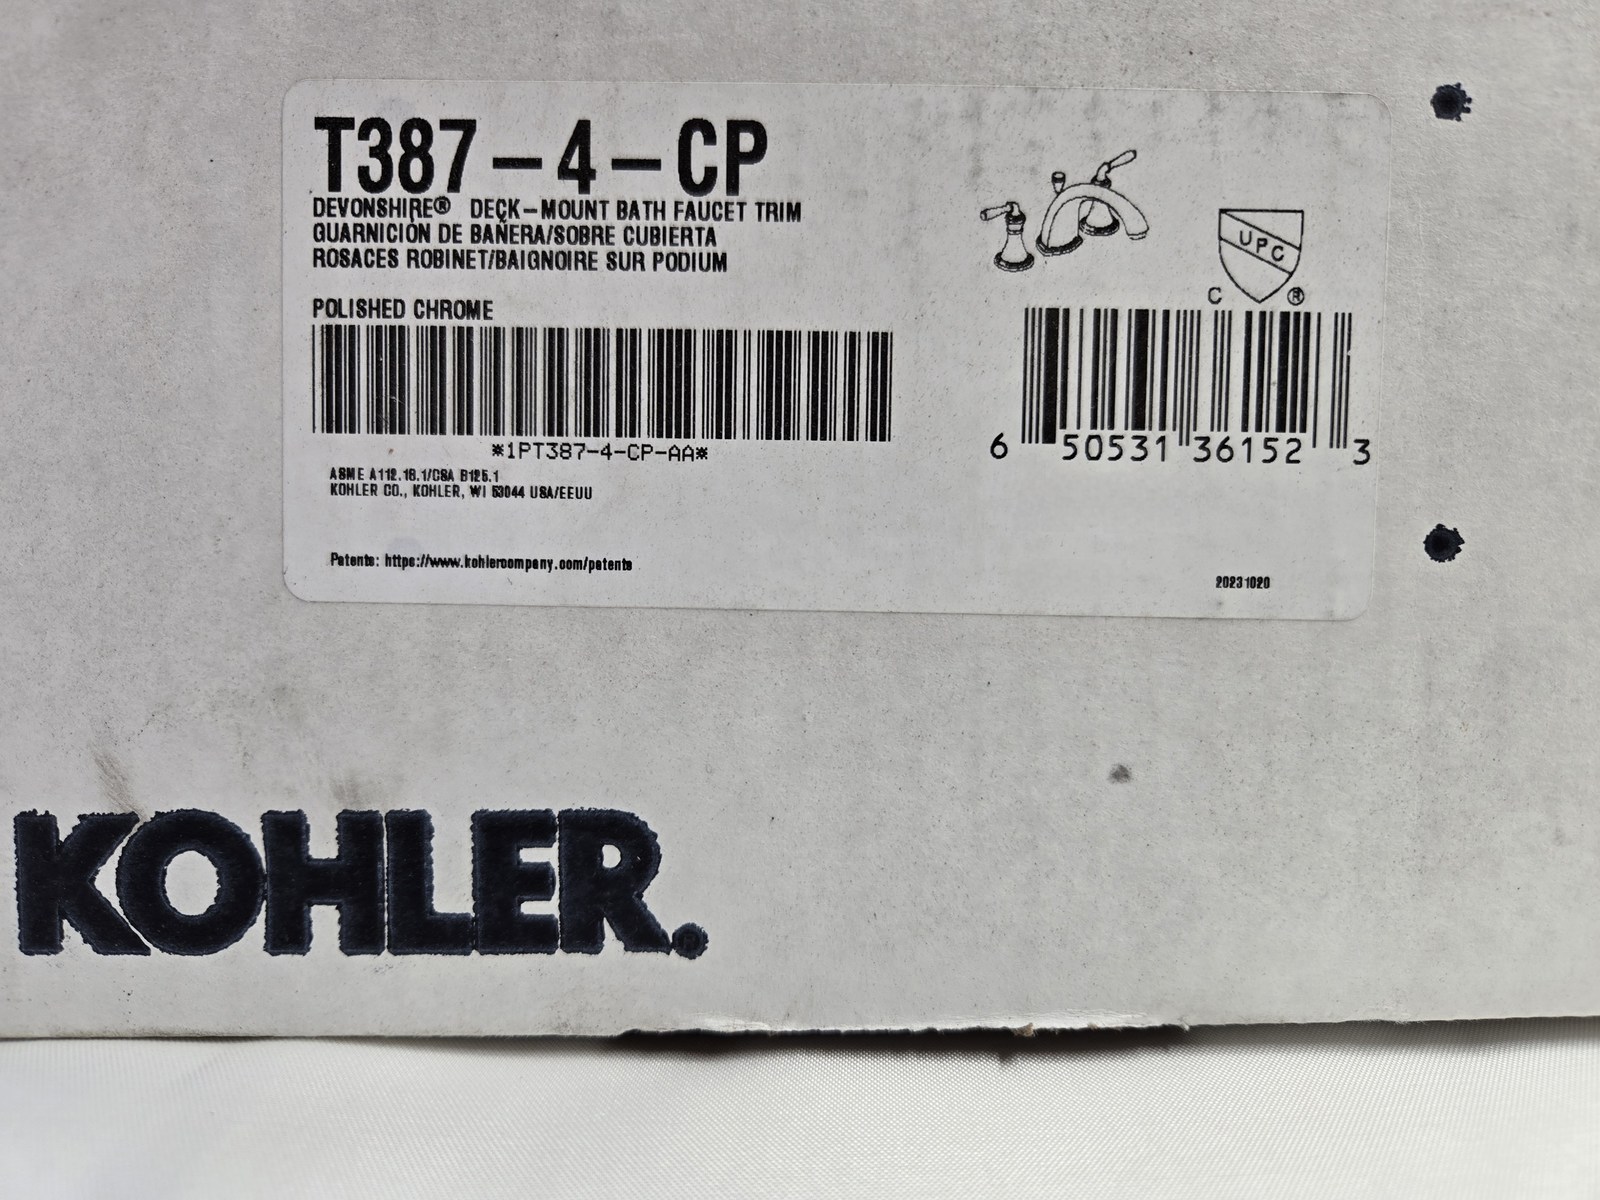 T387-4-CP
DEVONSHIRE® DECK-MOUNT BATH FAUCET TRIM
GUARNICIÓN DE BAÑERA/SOBRE CUBIERTA
ROSACES ROBINET/BAIGNOIRE SUR PODIUM
POLISHED CHROME
*1PT387-4-CP-AA*
ASME A112.18.1/CSA B125.1
KOHLER CO., KOHLER, WI 53044 USA/EEUU
Patents: https://www.kohlercompany.com/patents
UPC
C ®
6 50531 36152 3
20231020
KOHLER®